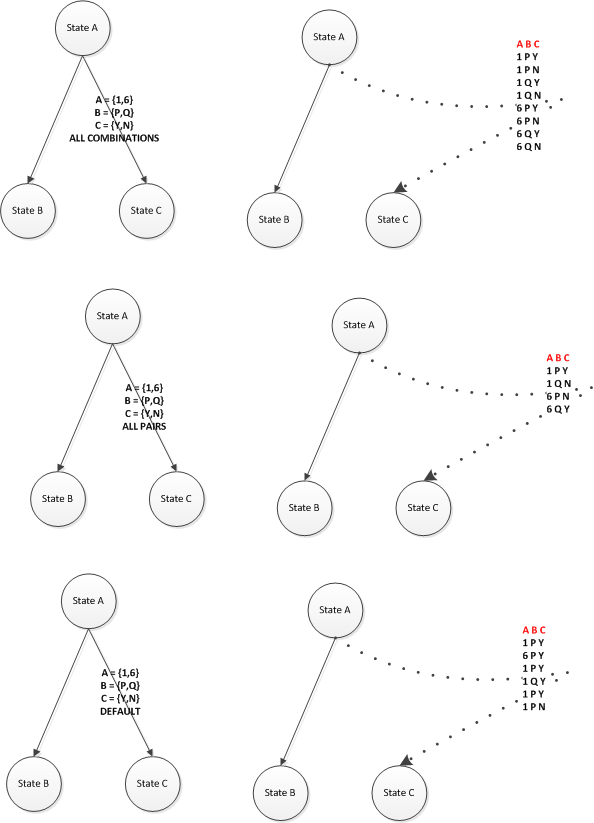 State A
A = {1,6}
B = {P,Q}
C = {Y,N}
ALL COMBINATIONS
State B
State C
State A
A B C
1 P Y
1 P N
1 Q Y
1 Q N
6 P Y
6 P N
6 Q Y
6 Q N
State B
State C
State A
A = {1,6}
B = {P,Q}
C = {Y,N}
ALL PAIRS
State B
State C
State A
A B C
1 P Y
1 Q N
6 P N
6 Q Y
State B
State C
State A
A = {1,6}
B = {P,Q}
C = {Y,N}
DEFAULT
State B
State C
State A
A B C
1 P Y
6 P Y
1 P Y
1 Q Y
1 P Y
1 P N
State B
State C